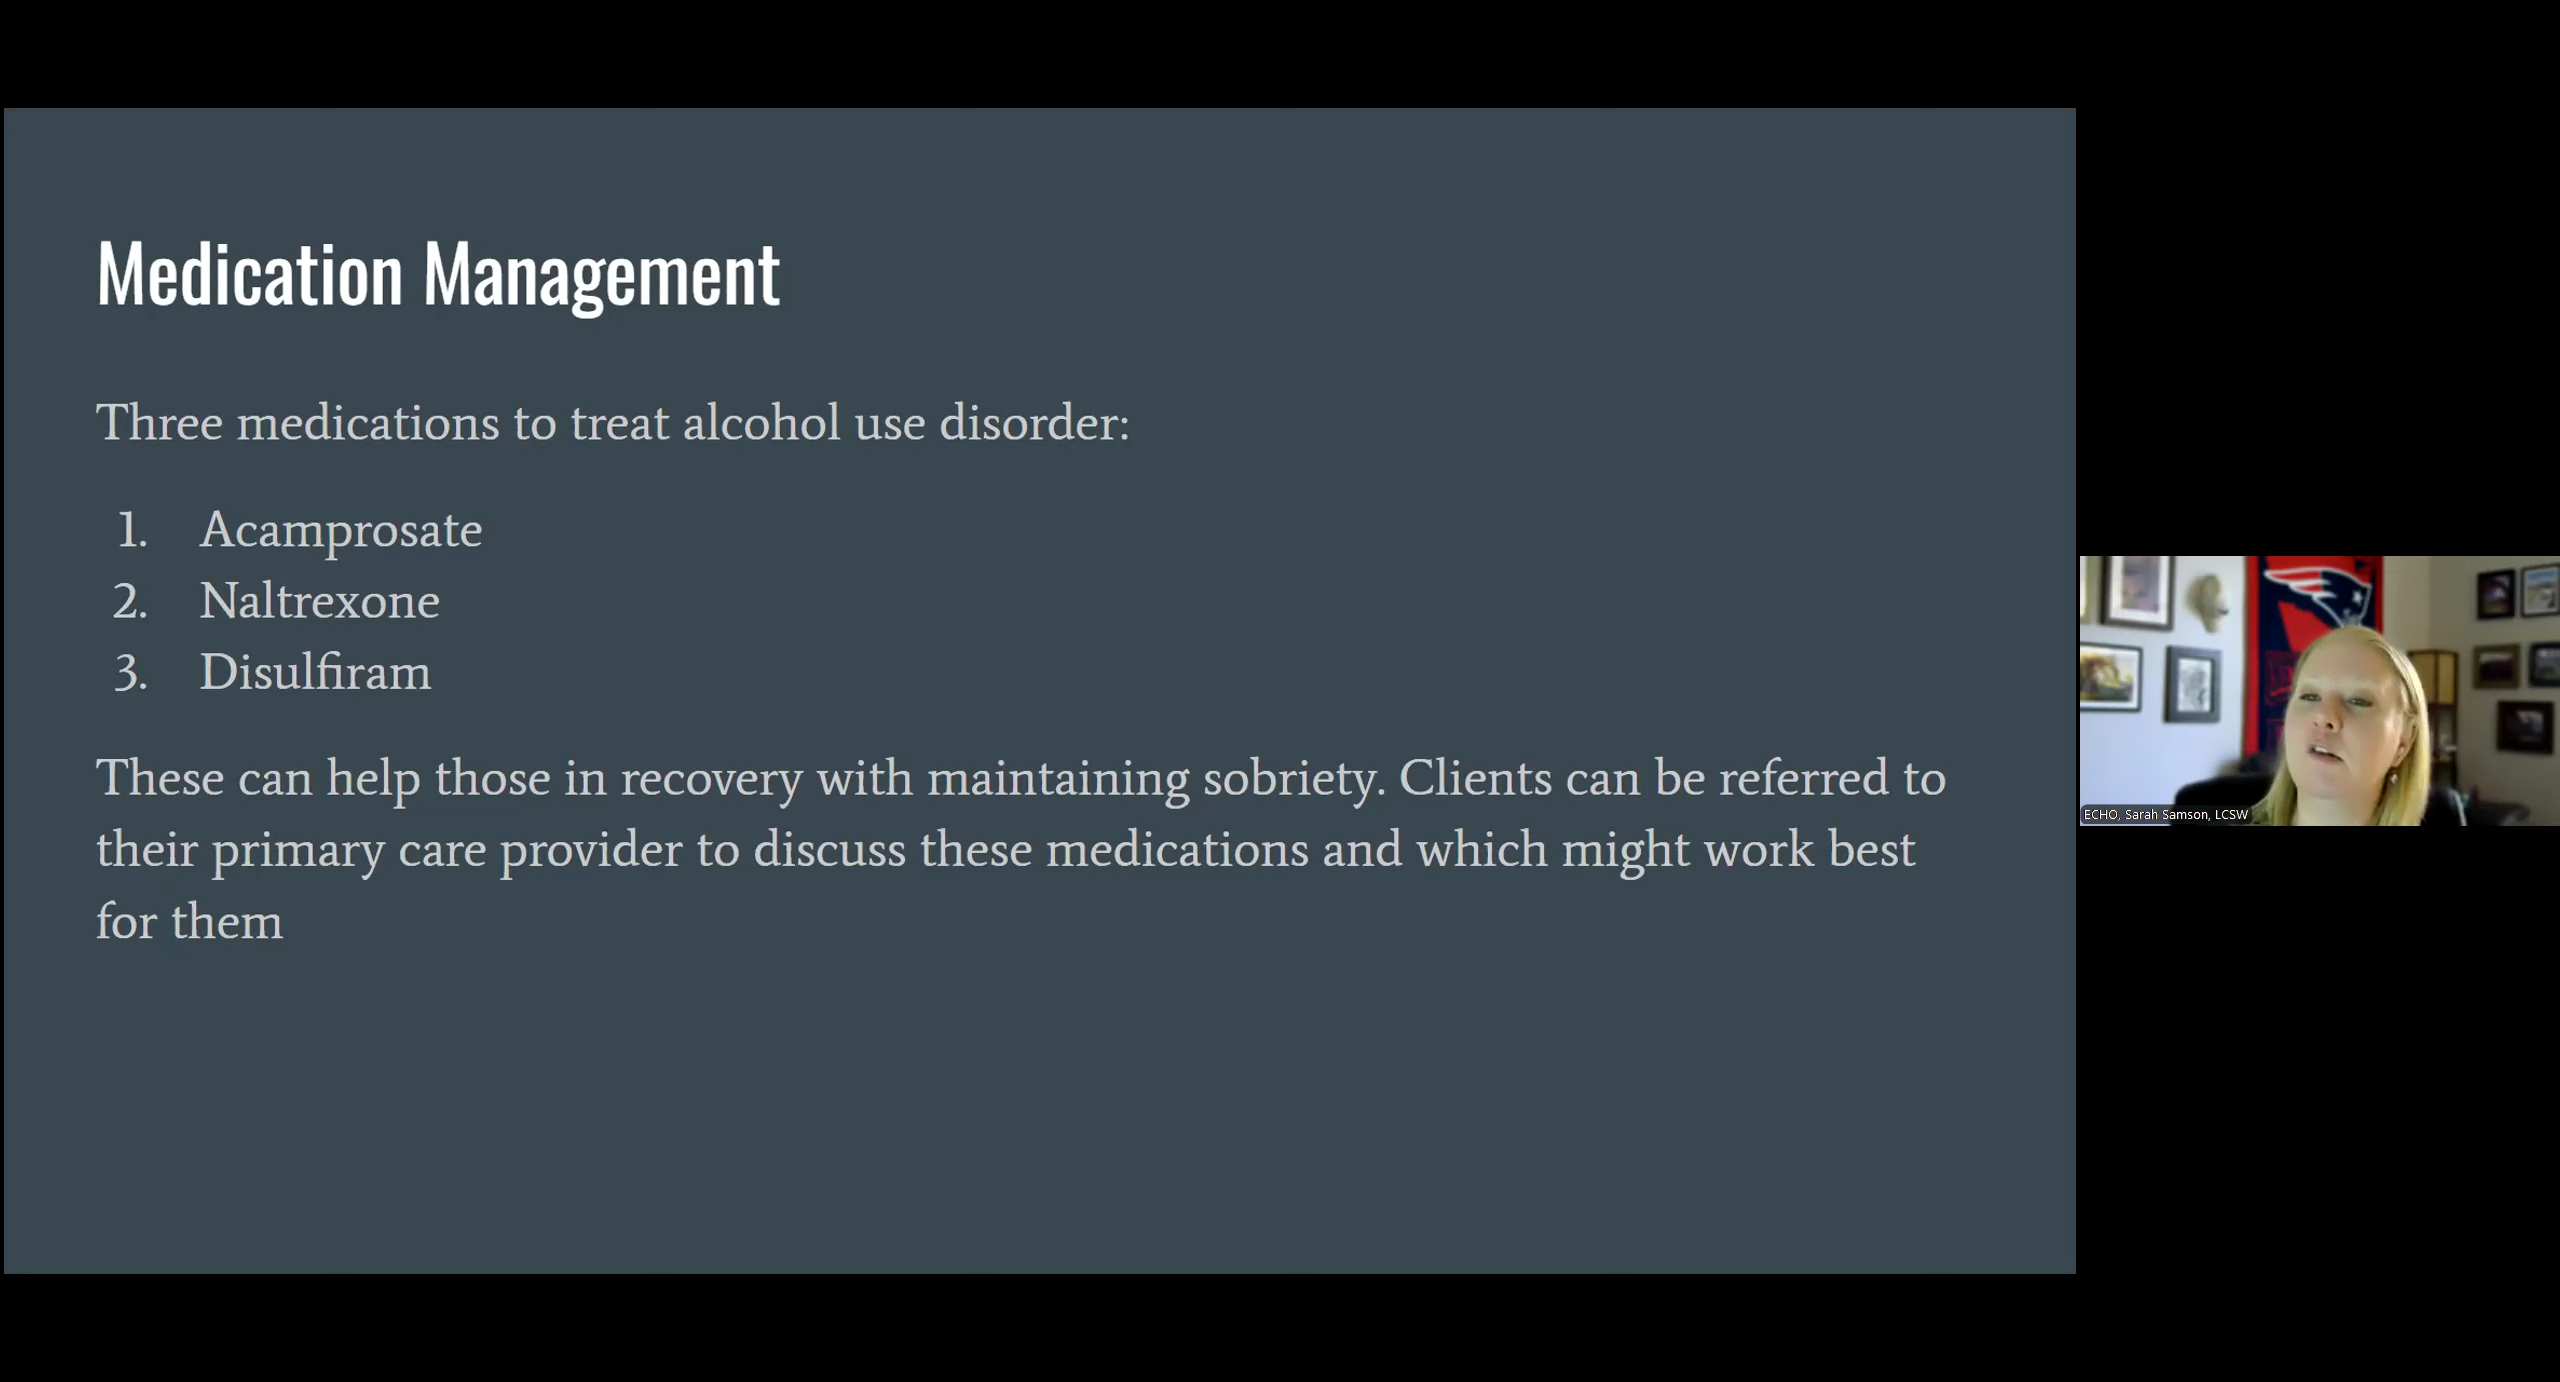 Medication Management
Three medications to treat alcohol use disorder:
1. Acamprosate
2. Naltrexone
3. Disulfiram
These can help those in recovery with maintaining sobriety. Clients can be referred to
their primary care provider to discuss these medications and which might work best
for them
ECHO, Sarah Samson, LCSW